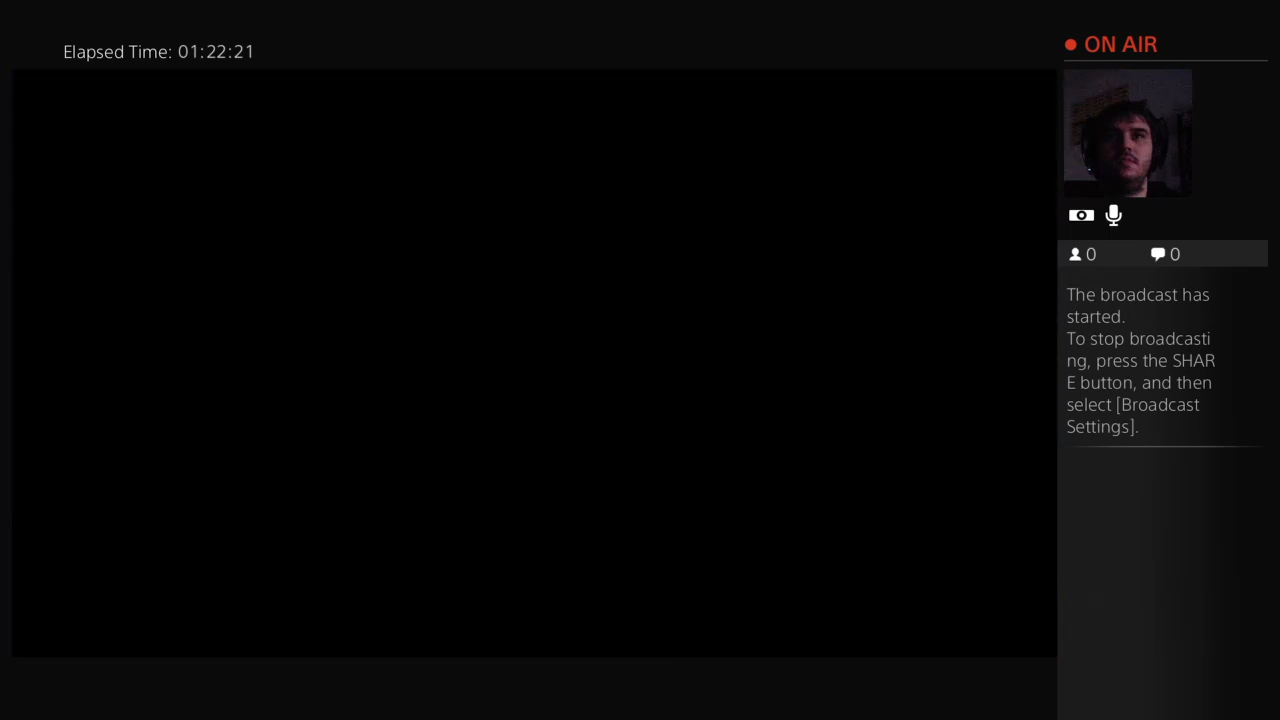 Elapsed Time: 01:22:21
ON AIR
0 0
The broadcast has
started.
To stop broadcasti
ng, press the SHAR
E button, and then
select [Broadcast
Settings].